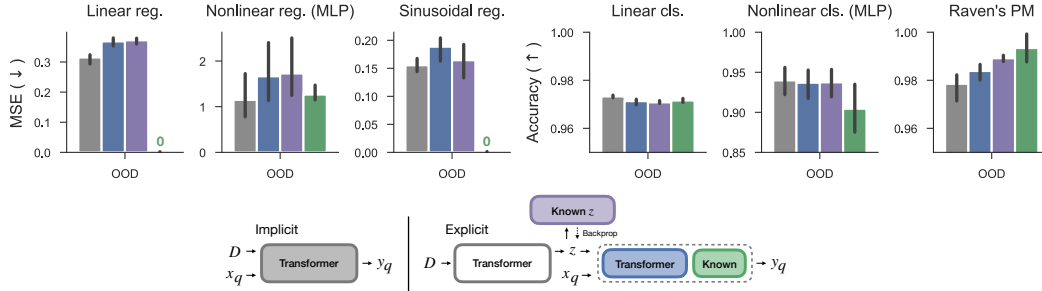 Linear reg.
Nonlinear reg. (MLP)
Sinusoidal reg.
Linear cls.
Nonlinear cls. (MLP)
Raven's PM
MSE (↓)
0.3
0.2
0.1
0.0
0
OOD
2
1
0
OOD
0.20
0.15
0.10
0.05
0.00
0
OOD
Accuracy (↑)
1.00
0.98
0.96
OOD
1.00
0.95
0.90
0.85
OOD
1.00
0.98
0.96
OOD
Implicit
D
x_q
Transformer
y_q
Explicit
D
Transformer
Known z
Backprop
z
x_q
Transformer
Known
y_q